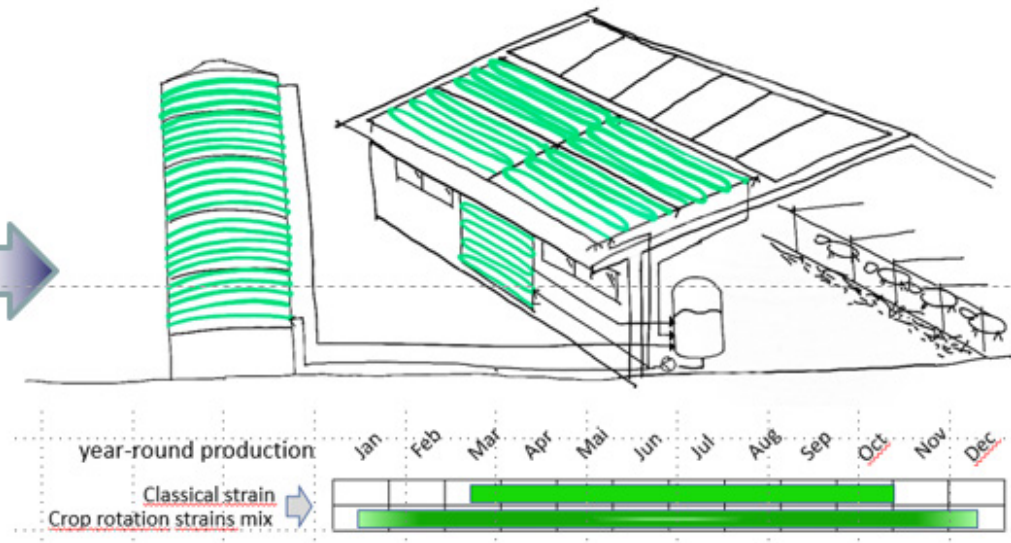 year-round production Jan Feb Mar Apr Mai Jun Jul Aug Sep Oct Nov Dec
Classical strain
Crop rotation strains mix